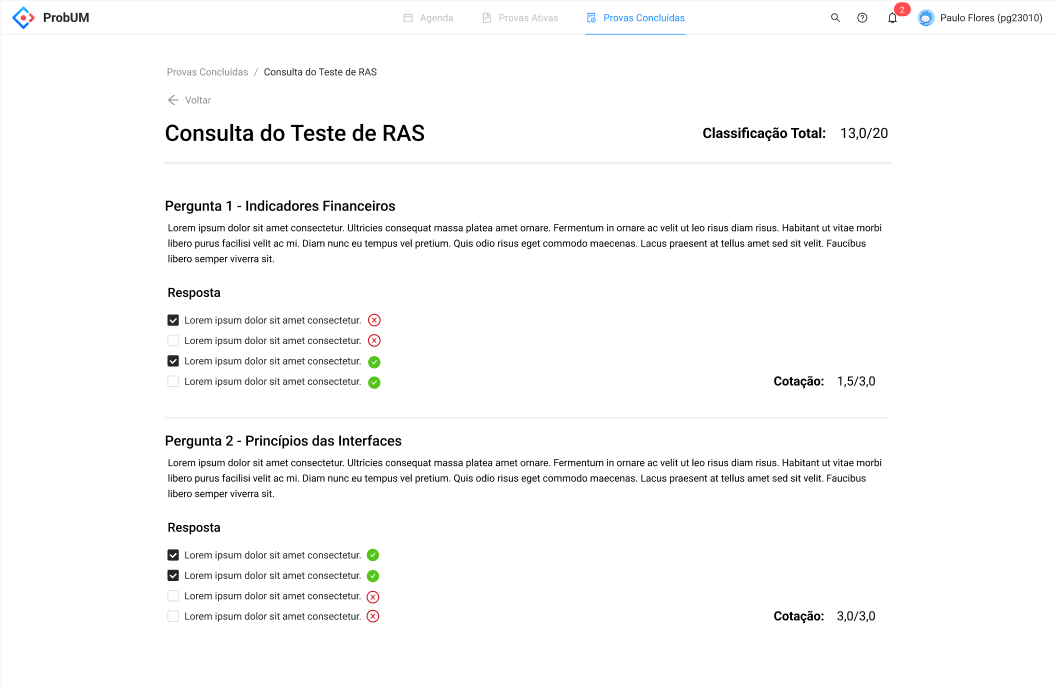 ProbUM
Agenda
Provas Ativas
Provas Concluídas
2
Paulo Flores (pg23010)
Provas Concluídas / Consulta do Teste de RAS
Voltar
Consulta do Teste de RAS
Classificação Total: 13,0/20
Pergunta 1 - Indicadores Financeiros
Lorem ipsum dolor sit amet consectetur. Ultricies consequat massa platea amet ornare. Fermentum in ornare ac velit ut leo risus diam risus. Habitant ut vitae morbi
libero purus facilisi velit ac mi. Diam nunc eu tempus vel pretium. Quis odio risus eget commodo maecenas. Lacus praesent at tellus amet sed sit velit. Faucibus
libero semper viverra sit.
Resposta
Lorem ipsum dolor sit amet consectetur.
Lorem ipsum dolor sit amet consectetur.
Lorem ipsum dolor sit amet consectetur.
Lorem ipsum dolor sit amet consectetur.
Cotação: 1,5/3,0
Pergunta 2 - Princípios das Interfaces
Lorem ipsum dolor sit amet consectetur. Ultricies consequat massa platea amet ornare. Fermentum in ornare ac velit ut leo risus diam risus. Habitant ut vitae morbi
libero purus facilisi velit ac mi. Diam nunc eu tempus vel pretium. Quis odio risus eget commodo maecenas. Lacus praesent at tellus amet sed sit velit. Faucibus
libero semper viverra sit.
Resposta
Lorem ipsum dolor sit amet consectetur.
Lorem ipsum dolor sit amet consectetur.
Lorem ipsum dolor sit amet consectetur.
Lorem ipsum dolor sit amet consectetur.
Cotação: 3,0/3,0